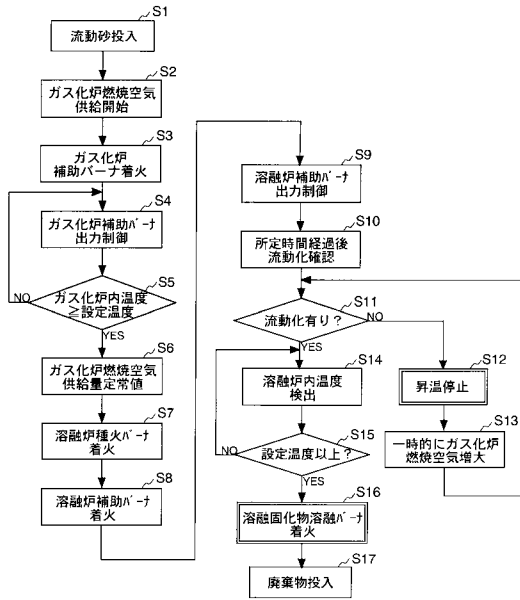 S1
流動砂投入
S2
ガス化炉燃焼空気
供給開始
S3
ガス化炉
補助バーナ着火
S4
ガス化炉補助バーナ
出力制御
S5
ガス化炉内温度
≧設定温度
NO
YES
S6
ガス化炉燃焼空気
供給量定常値
S7
溶融炉種火バーナ
着火
S8
溶融炉補助バーナ
着火
S9
溶融炉補助バーナ
出力制御
S10
所定時間経過後
流動化確認
S11
流動化有り?
NO
YES
S12
昇温停止
S13
一時的にガス化炉
燃焼空気増大
S14
溶融炉内温度
検出
S15
設定温度以上?
NO
YES
S16
溶融固化物溶融バーナ
着火
S17
廃棄物投入